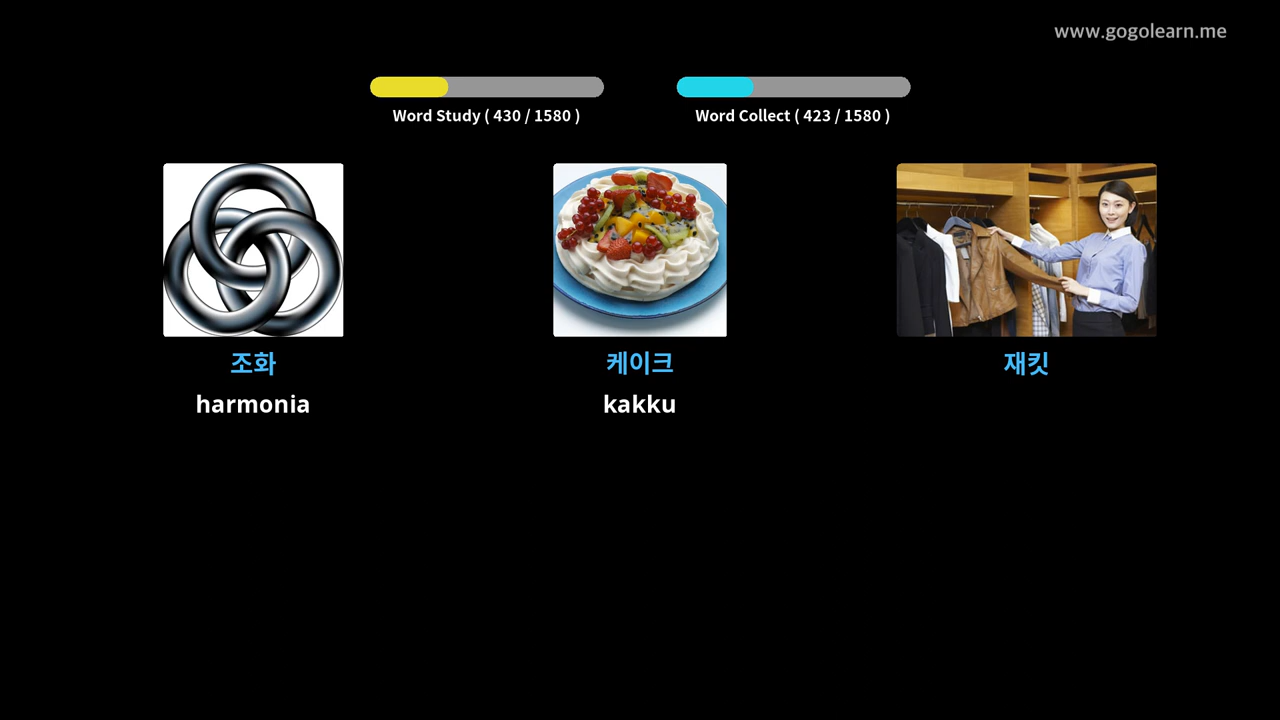 www.gogolearn.me
Word Study ( 430 / 1580 )
Word Collect ( 423 / 1580 )
조화
케이크
재킷
harmonia
kakku